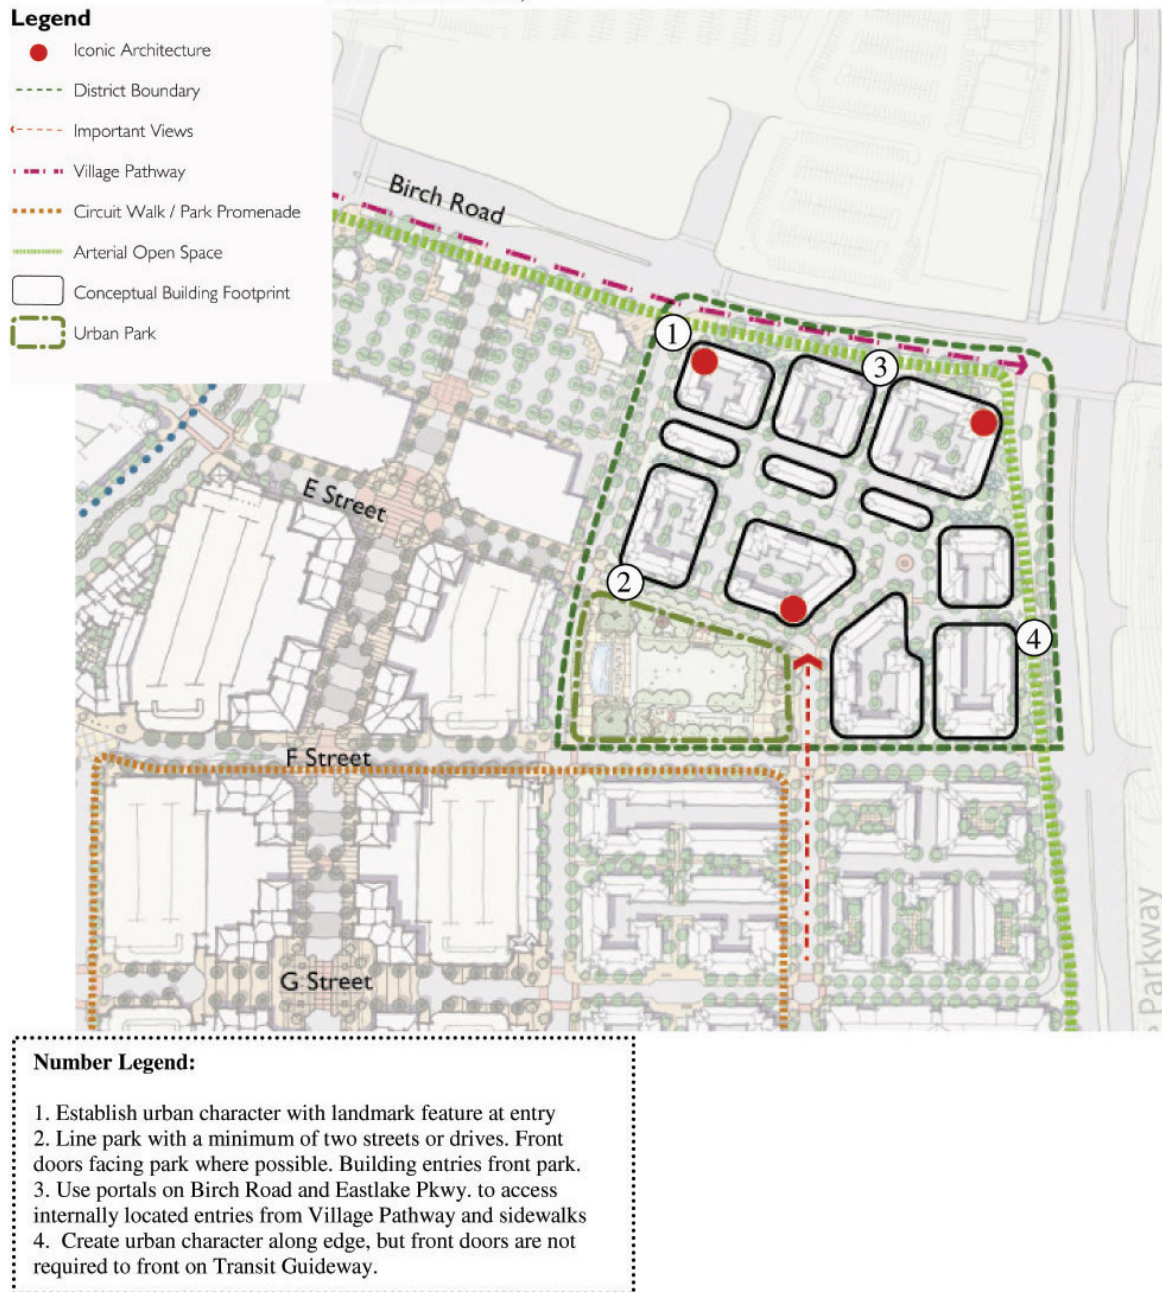 Legend
Iconic Architecture
District Boundary
Important Views
Village Pathway
Circuit Walk / Park Promenade
Arterial Open Space
Conceptual Building Footprint
Urban Park
Birch Road
1
3
E Street
2
4
F Street
G Street
Parkway
Number Legend:
1. Establish urban character with landmark feature at entry
2. Line park with a minimum of two streets or drives. Front
doors facing park where possible. Building entries front park.
3. Use portals on Birch Road and Eastlake Pkwy. to access
internally located entries from Village Pathway and sidewalks
4. Create urban character along edge, but front doors are not
required to front on Transit Guideway.